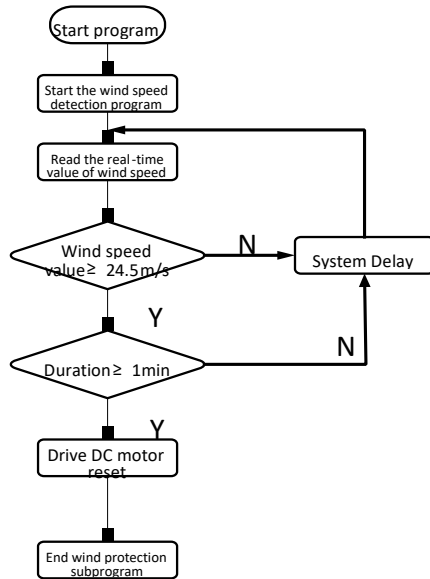 Start program
Start the wind speed
detection program
Read the real-time
value of wind speed
Wind speed
value≥ 24.5m/s
N
System Delay
Y
Duration≥ 1min
N
Y
Drive DC motor
reset
End wind protection
subprogram